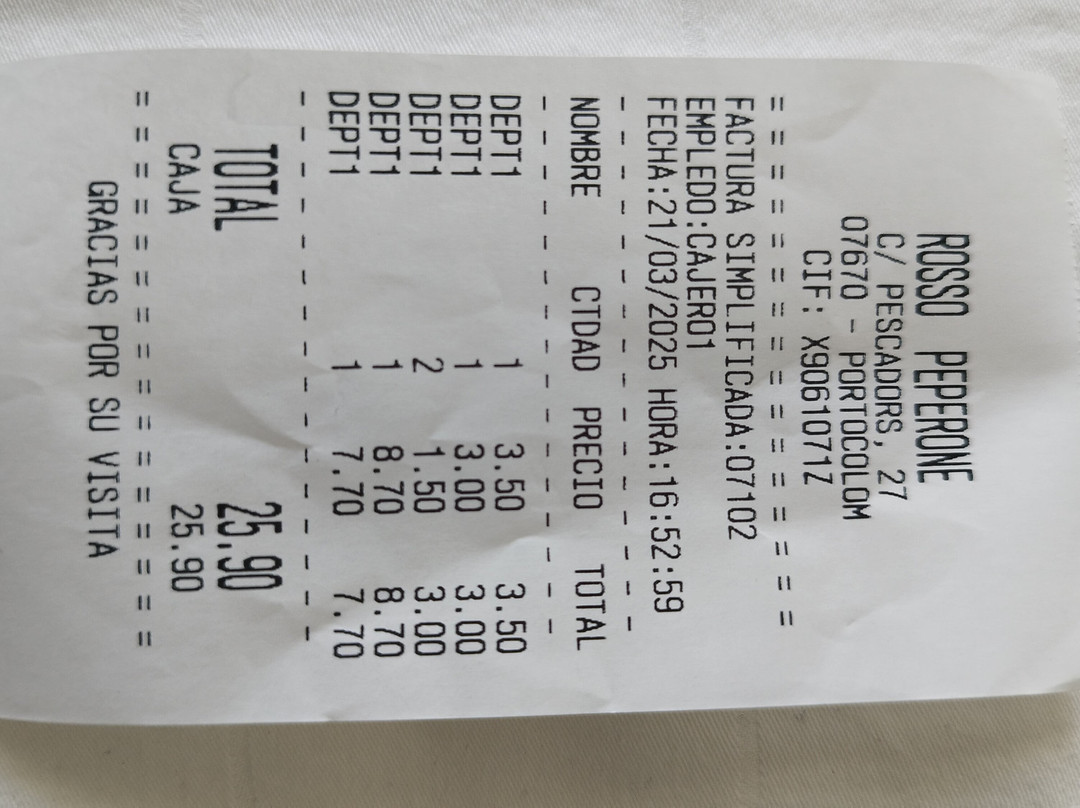 ROSSO PEPERONE
C/ PESCADORS, 27
07670 - PORTOCOLOM
CIF: X9061071Z
= = = = = = = = = = = = = = =
FACTURA SIMPLIFICADA:07102
EMPLEDO:CAJERO1
FECHA:21/03/2025 HORA:16:52:59
- - - - - - - - - - - - - - -
NOMBRE CTDAD PRECIO TOTAL
- - - - - - - - - - - - - - -
DEPT1 1 3.50 3.50
DEPT1 1 3.00 3.00
DEPT1 2 1.50 3.00
DEPT1 1 8.70 8.70
DEPT1 1 7.70 7.70
- - - - - - - - - - - - - - -
TOTAL 25.90
CAJA 25.90
= = = = = = = = = = = = = = =
GRACIAS POR SU VISITA